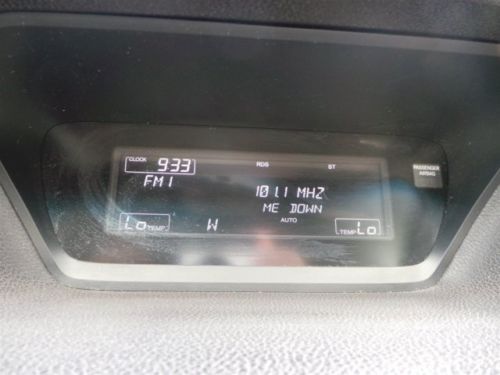 CLOCK 9:33 RDS ST PASSENGER
AIRBAG
FM1 101.1 MHZ
ME DOWN
Lo TEMP W AUTO TEMP Lo